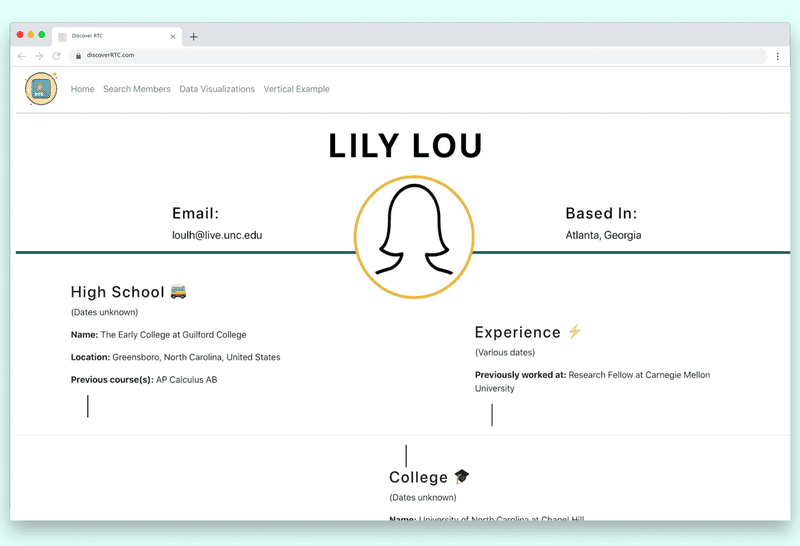 Discover RTC
discoverRTC.com
Home Search Members Data Visualizations Vertical Example
LILY LOU
Email:
loulh@live.unc.edu
Based In:
Atlanta, Georgia
High School
(Dates unknown)
Name: The Early College at Guilford College
Location: Greensboro, North Carolina, United States
Previous course(s): AP Calculus AB
Experience ⚡
(Various dates)
Previously worked at: Research Fellow at Carnegie Mellon
University
College
(Dates unknown)
Name: University of North Carolina at Chapel Hill